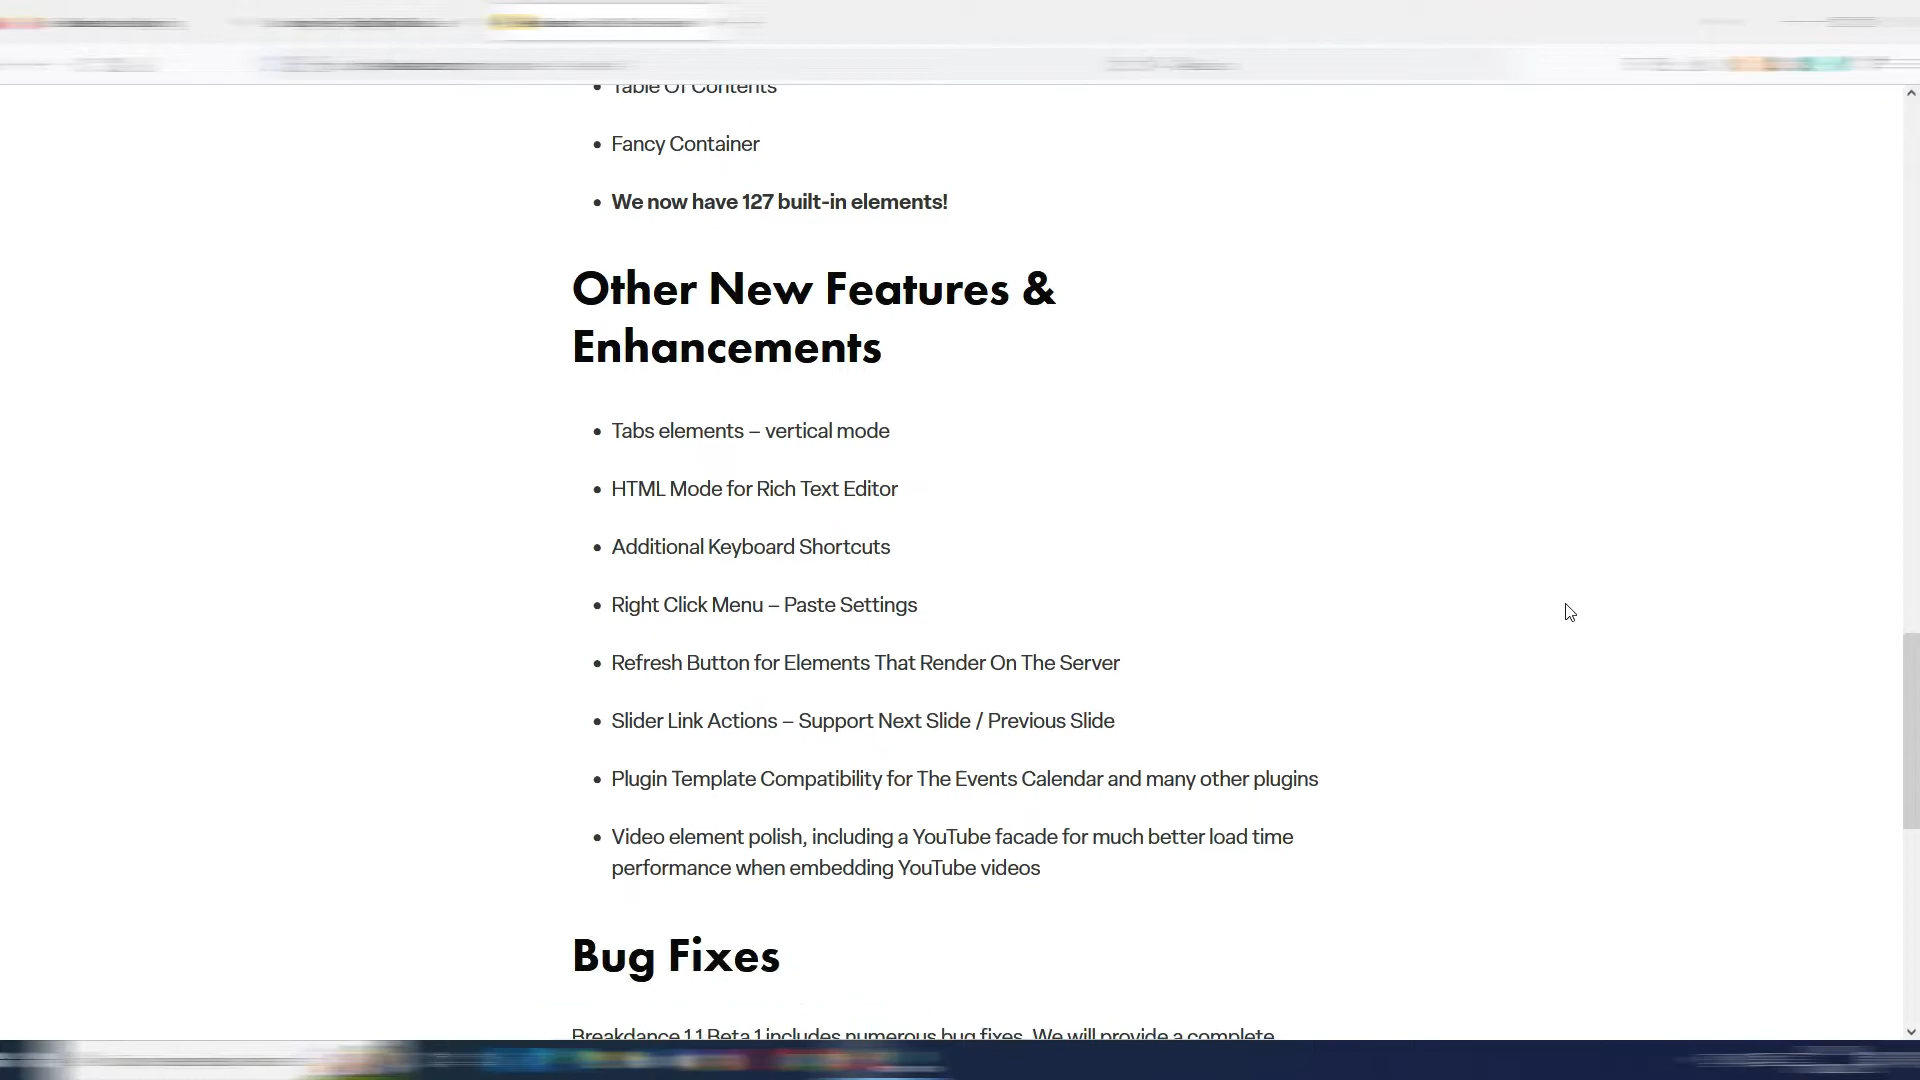 Table Of Contents
Fancy Container
We now have 127 built-in elements!
Other New Features &
Enhancements
Tabs elements – vertical mode
HTML Mode for Rich Text Editor
Additional Keyboard Shortcuts
Right Click Menu – Paste Settings
Refresh Button for Elements That Render On The Server
Slider Link Actions – Support Next Slide / Previous Slide
Plugin Template Compatibility for The Events Calendar and many other plugins
Video element polish, including a YouTube facade for much better load time
performance when embedding YouTube videos
Bug Fixes
Breakdance 1.1 Beta 1 includes numerous bug fixes. We will provide a complete